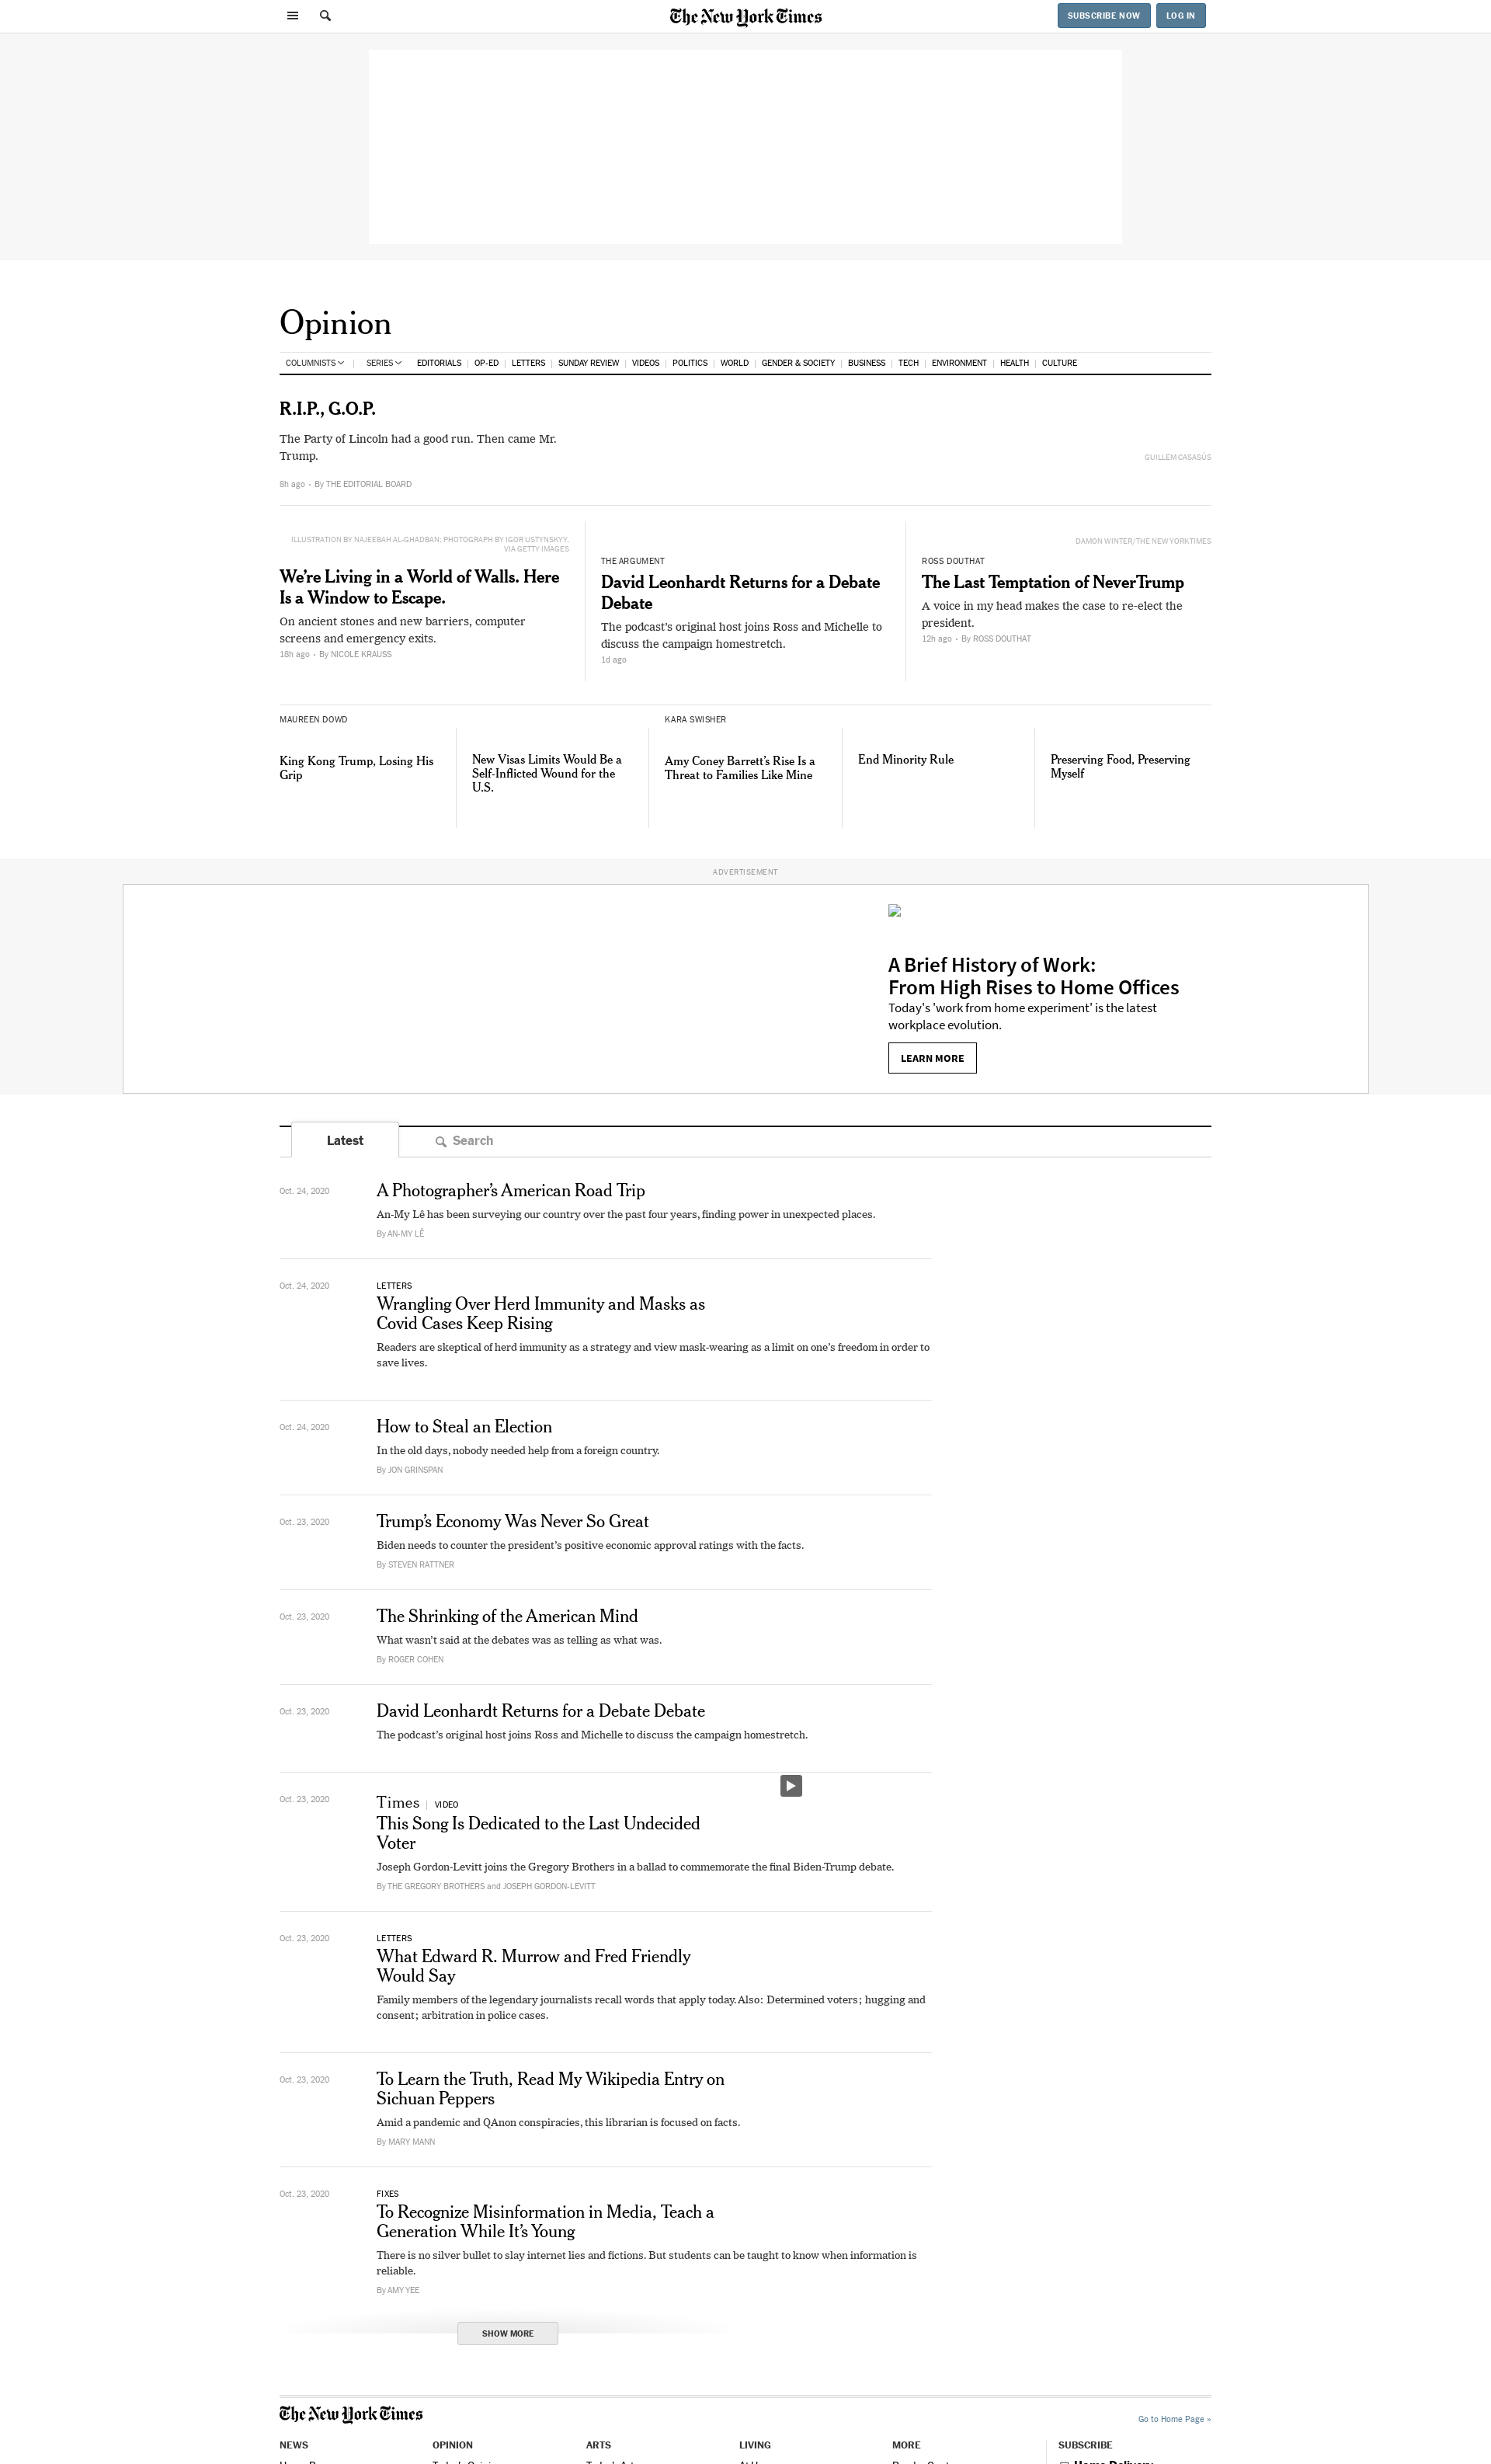 The New York Times
SUBSCRIBE NOW
LOG IN
Opinion
COLUMNISTS
SERIES
EDITORIALS
OP-ED
LETTERS
SUNDAY REVIEW
VIDEOS
POLITICS
WORLD
GENDER & SOCIETY
BUSINESS
TECH
ENVIRONMENT
HEALTH
CULTURE
R.I.P., G.O.P.
The Party of Lincoln had a good run. Then came Mr.
Trump.
GUILLEM CASASÚS
8h ago • By THE EDITORIAL BOARD
ILLUSTRATION BY NAJEEBAH AL-GHADBAN; PHOTOGRAPH BY IGOR USTYNSKYY,
VIA GETTY IMAGES
We’re Living in a World of Walls. Here
Is a Window to Escape.
On ancient stones and new barriers, computer
screens and emergency exits.
18h ago • By NICOLE KRAUSS
THE ARGUMENT
David Leonhardt Returns for a Debate
Debate
The podcast’s original host joins Ross and Michelle to
discuss the campaign homestretch.
1d ago
DAMON WINTER/THE NEW YORKTIMES
ROSS DOUTHAT
The Last Temptation of NeverTrump
A voice in my head makes the case to re-elect the
president.
12h ago • By ROSS DOUTHAT
MAUREEN DOWD
King Kong Trump, Losing His
Grip
New Visas Limits Would Be a
Self-Inflicted Wound for the
U.S.
KARA SWISHER
Amy Coney Barrett’s Rise Is a
Threat to Families Like Mine
End Minority Rule
Preserving Food, Preserving
Myself
ADVERTISEMENT
A Brief History of Work:
From High Rises to Home Offices
Today's 'work from home experiment' is the latest
workplace evolution.
LEARN MORE
Latest
Search
Oct. 24, 2020
A Photographer’s American Road Trip
An-My Lê has been surveying our country over the past four years, finding power in unexpected places.
By AN-MY LÊ
Oct. 24, 2020
LETTERS
Wrangling Over Herd Immunity and Masks as
Covid Cases Keep Rising
Readers are skeptical of herd immunity as a strategy and view mask-wearing as a limit on one’s freedom in order to
save lives.
Oct. 24, 2020
How to Steal an Election
In the old days, nobody needed help from a foreign country.
By JON GRINSPAN
Oct. 23, 2020
Trump’s Economy Was Never So Great
Biden needs to counter the president’s positive economic approval ratings with the facts.
By STEVEN RATTNER
Oct. 23, 2020
The Shrinking of the American Mind
What wasn’t said at the debates was as telling as what was.
By ROGER COHEN
Oct. 23, 2020
David Leonhardt Returns for a Debate Debate
The podcast’s original host joins Ross and Michelle to discuss the campaign homestretch.
Oct. 23, 2020
Times | VIDEO
This Song Is Dedicated to the Last Undecided
Voter
Joseph Gordon-Levitt joins the Gregory Brothers in a ballad to commemorate the final Biden-Trump debate.
By THE GREGORY BROTHERS and JOSEPH GORDON-LEVITT
Oct. 23, 2020
LETTERS
What Edward R. Murrow and Fred Friendly
Would Say
Family members of the legendary journalists recall words that apply today. Also: Determined voters; hugging and
consent; arbitration in police cases.
Oct. 23, 2020
To Learn the Truth, Read My Wikipedia Entry on
Sichuan Peppers
Amid a pandemic and QAnon conspiracies, this librarian is focused on facts.
By MARY MANN
Oct. 23, 2020
FIXES
To Recognize Misinformation in Media, Teach a
Generation While It’s Young
There is no silver bullet to slay internet lies and fictions. But students can be taught to know when information is
reliable.
By AMY YEE
SHOW MORE
The New York Times
Go to Home Page »
NEWS
OPINION
ARTS
LIVING
MORE
SUBSCRIBE